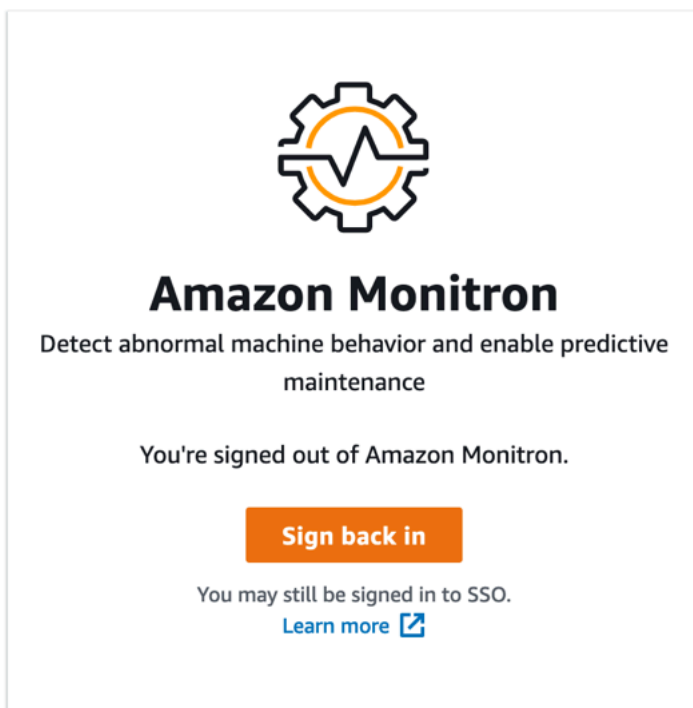 Amazon Monitron
Detect abnormal machine behavior and enable predictive
maintenance
You're signed out of Amazon Monitron.
Sign back in
You may still be signed in to SSO.
Learn more